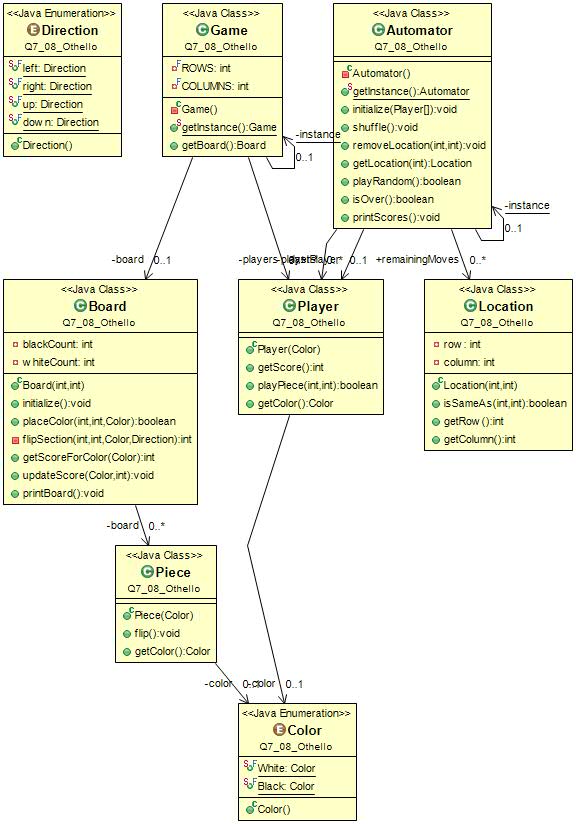 <<Java Enumeration>>
Direction
Q7_08_Othello
left: Direction
right: Direction
up: Direction
down: Direction
Direction()
<<Java Class>>
Game
Q7_08_Othello
ROWS: int
COLUMNS: int
Game()
getInstance():Game
getBoard():Board
-instance
0..1
<<Java Class>>
Automator
Q7_08_Othello
Automator()
getInstance():Automator
initialize(Player[]):void
shuffle():void
removeLocation(int,int):void
getLocation(int):Location
playRandom():boolean
isOver():boolean
printScores():void
-instance
0..1
-board 0..1
-players
0..*
0..1
+remainingMoves 0..*
<<Java Class>>
Board
Q7_08_Othello
blackCount: int
whiteCount: int
Board(int,int)
initialize():void
placeColor(int,int,Color):boolean
flipSection(int,int,Color,Direction):int
getScoreForColor(Color):int
updateScore(Color,int):void
printBoard():void
<<Java Class>>
Player
Q7_08_Othello
Player(Color)
getScore():int
playPiece(int,int):boolean
getColor():Color
<<Java Class>>
Location
Q7_08_Othello
row: int
column: int
Location(int,int)
isSameAs(int,int):boolean
getRow():int
getColumn():int
-board 0..*
<<Java Class>>
Piece
Q7_08_Othello
Piece(Color)
flip():void
getColor():Color
-color
-color 0..1
<<Java Enumeration>>
Color
Q7_08_Othello
White: Color
Black: Color
Color()